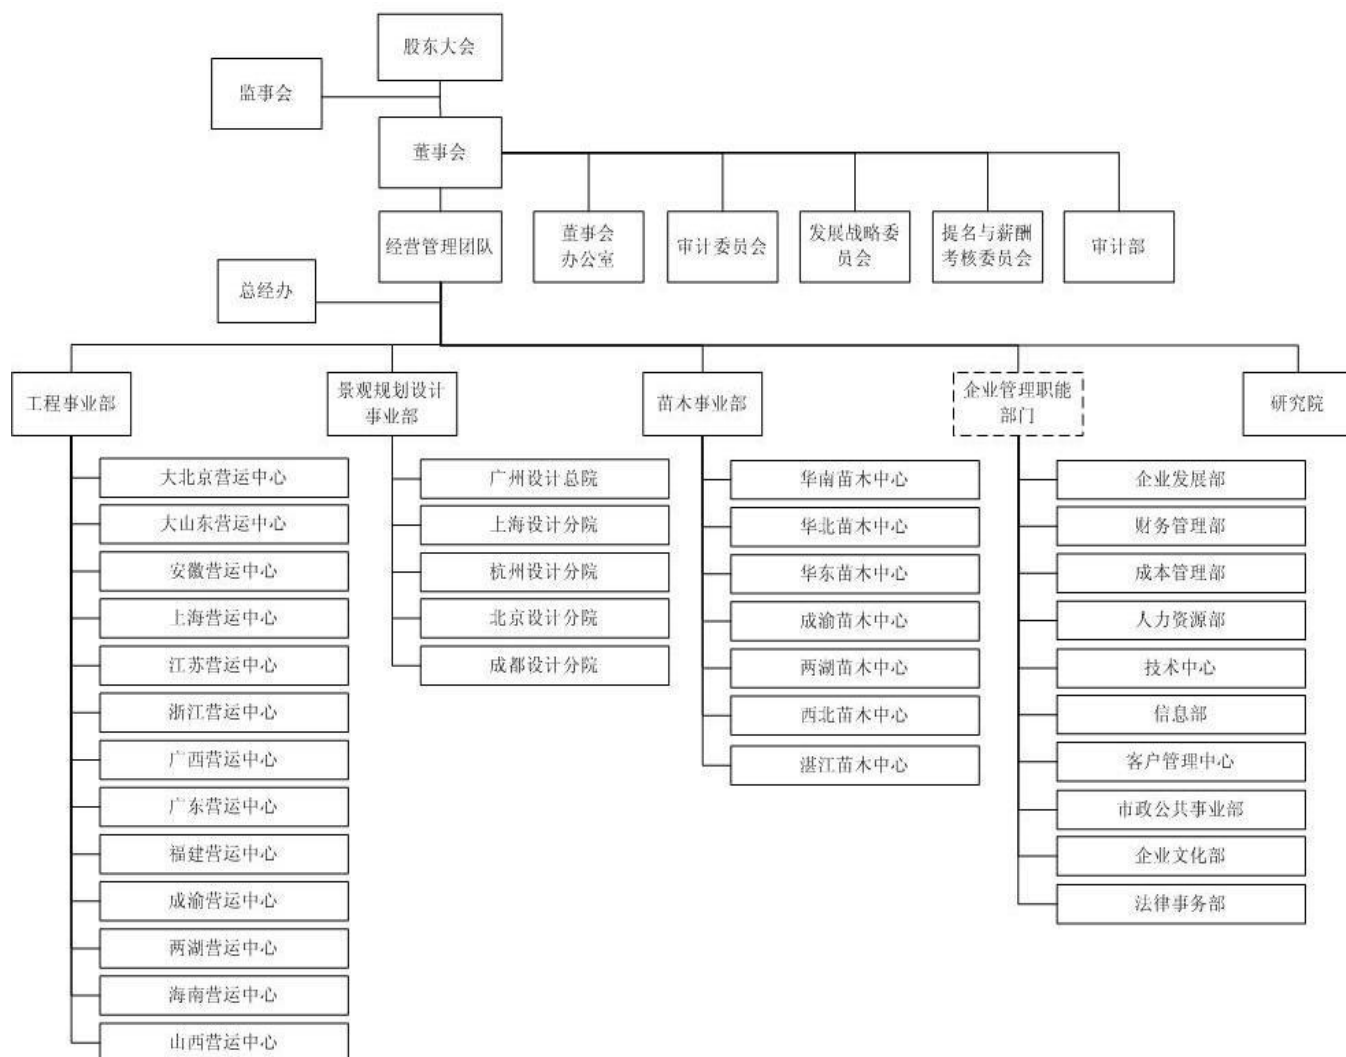 股东大会
监事会
董事会
经营管理团队
董事会
办公室
审计委员会
发展战略委
员会
提名与薪酬
考核委员会
审计部
总经办
工程事业部
景观规划设计
事业部
苗木事业部
企业管理职能
部门
研究院
大北京营运中心
大山东营运中心
安徽营运中心
上海营运中心
江苏营运中心
浙江营运中心
广西营运中心
广东营运中心
福建营运中心
成渝营运中心
两湖营运中心
海南营运中心
山西营运中心
广州设计总院
上海设计分院
杭州设计分院
北京设计分院
成都设计分院
华南苗木中心
华北苗木中心
华东苗木中心
成渝苗木中心
两湖苗木中心
西北苗木中心
湛江苗木中心
企业发展部
财务管理部
成本管理部
人力资源部
技术中心
信息部
客户管理中心
市政公共事业部
企业文化部
法律事务部